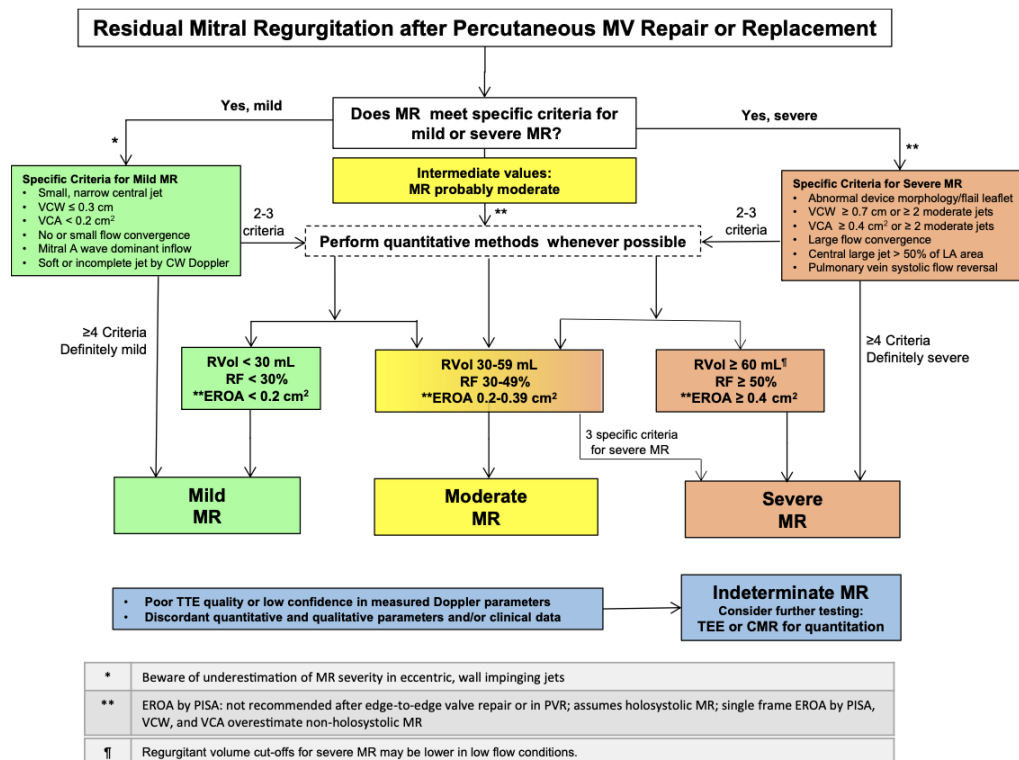 Residual Mitral Regurgitation after Percutaneous MV Repair or Replacement
Does MR meet specific criteria for
mild or severe MR?
Yes, mild
Yes, severe
*
**
Specific Criteria for Mild MR
• Small, narrow central jet
• VCW ≤ 0.3 cm
• VCA < 0.2 cm²
• No or small flow convergence
• Mitral A wave dominant inflow
• Soft or incomplete jet by CW Doppler
Intermediate values:
MR probably moderate
**
Specific Criteria for Severe MR
• Abnormal device morphology/flail leaflet
• VCW ≥ 0.7 cm or ≥ 2 moderate jets
• VCA ≥ 0.4 cm² or ≥ 2 moderate jets
• Large flow convergence
• Central large jet > 50% of LA area
• Pulmonary vein systolic flow reversal
2-3
criteria
Perform quantitative methods whenever possible
2-3
criteria
≥4 Criteria
Definitely mild
≥4 Criteria
Definitely severe
RVol < 30 mL
RF < 30%
**EROA < 0.2 cm²
RVol 30-59 mL
RF 30-49%
**EROA 0.2-0.39 cm²
RVol ≥ 60 mL¶
RF ≥ 50%
**EROA ≥ 0.4 cm²
3 specific criteria
for severe MR
Mild
MR
Moderate
MR
Severe
MR
• Poor TTE quality or low confidence in measured Doppler parameters
• Discordant quantitative and qualitative parameters and/or clinical data
Indeterminate MR
Consider further testing:
TEE or CMR for quantitation
* Beware of underestimation of MR severity in eccentric, wall impinging jets
** EROA by PISA: not recommended after edge-to-edge valve repair or in PVR; assumes holosystolic MR; single frame EROA by PISA,
VCW, and VCA overestimate non-holosystolic MR
¶ Regurgitant volume cut-offs for severe MR may be lower in low flow conditions.